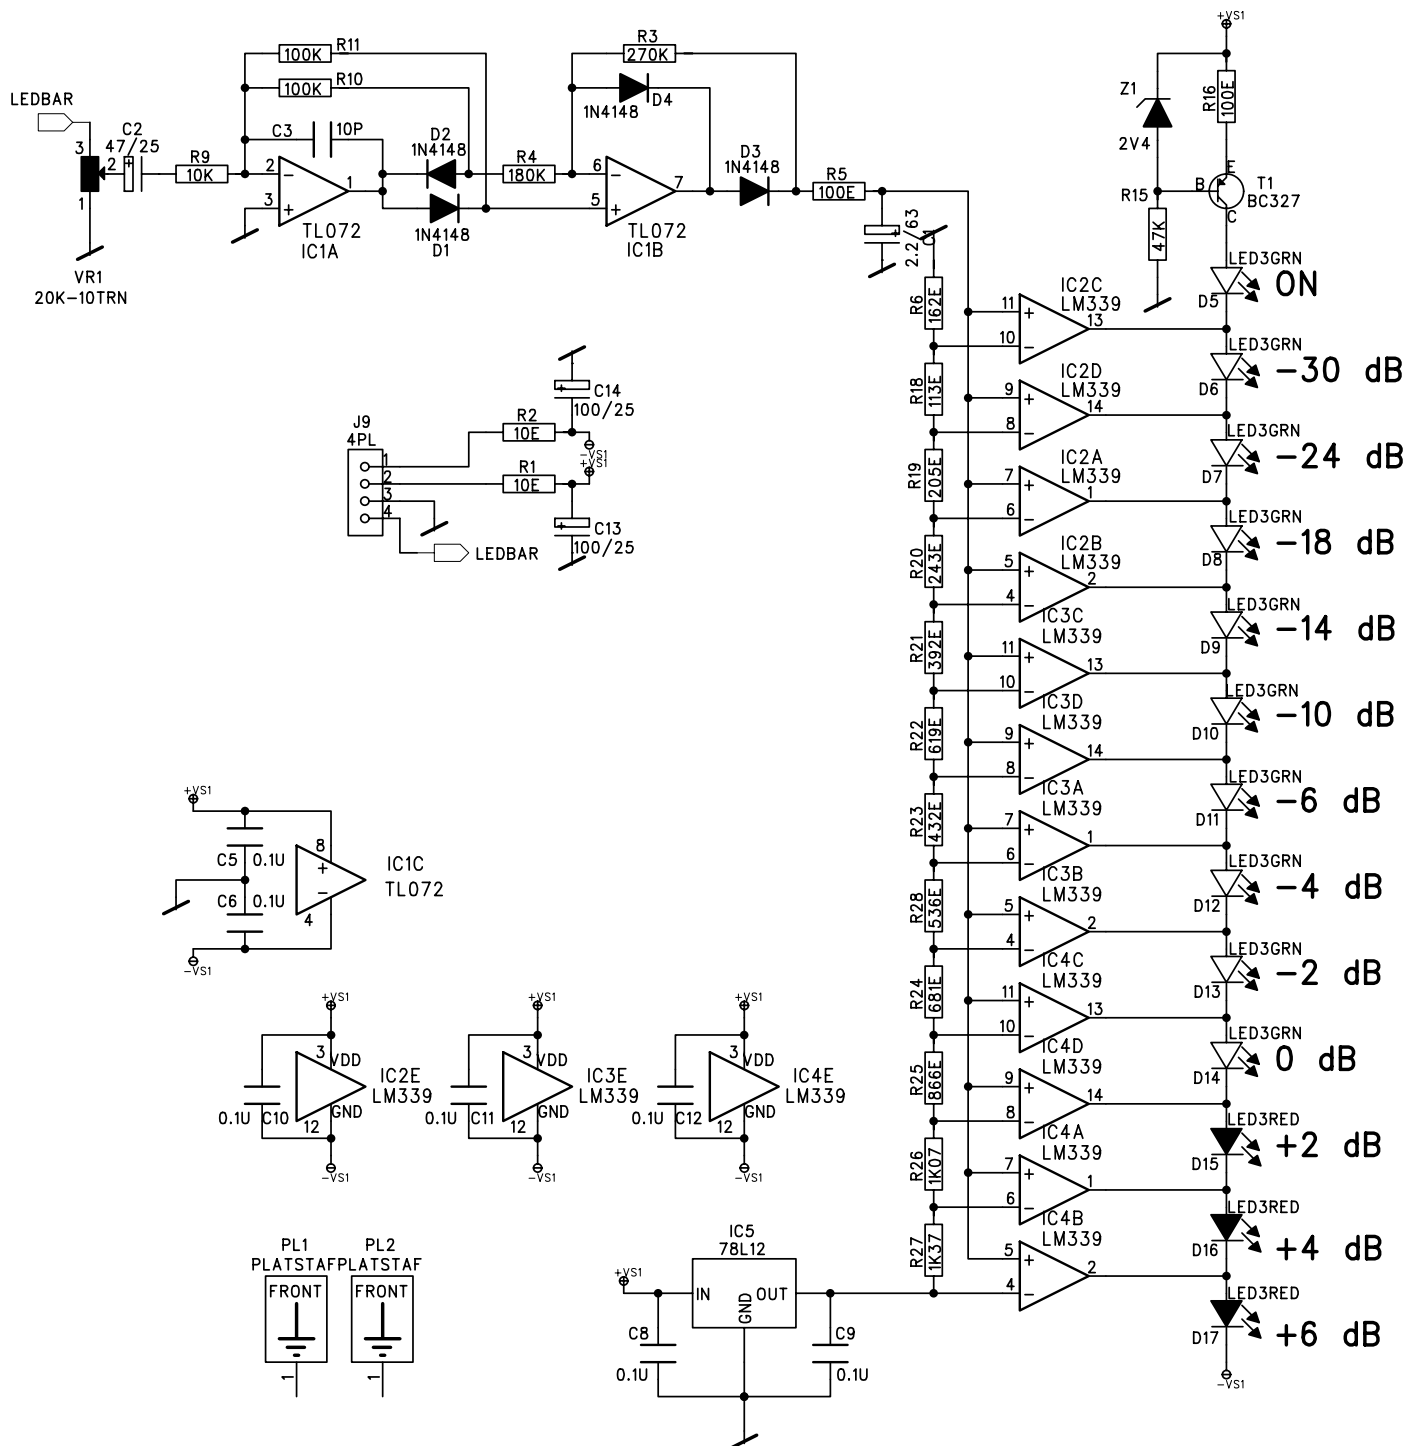 +VS1
R11
100K
R10
100K
R3
270K
1N4148
D4
LEDBAR
C2
47/25
3
2
1
VR1
20K-10TRN
R9
10K
C3
10P
2
3
-
+
1
TL072
IC1A
D2
1N4148
1N4148
D1
R4
180K
6
5
-
+
7
TL072
IC1B
D3
1N4148
R5
100E
+
2.2/63
C1
Z1
2V4
R16
100E
R15
47K
E
B
C
T1
BC327
LED3GRN
D5
ON
R6
162E
IC2C
LM339
11
+
10
-
13
LED3GRN
D6
-30 dB
R18
113E
IC2D
LM339
9
+
8
-
14
LED3GRN
D7
-24 dB
R19
205E
IC2A
LM339
7
+
6
-
1
LED3GRN
D8
-18 dB
R20
243E
IC2B
LM339
5
+
4
-
2
LED3GRN
D9
-14 dB
R21
392E
IC3C
LM339
11
+
10
-
13
LED3GRN
D10
-10 dB
R22
619E
IC3D
LM339
9
+
8
-
14
LED3GRN
D11
-6 dB
R23
432E
IC3A
LM339
7
+
6
-
1
LED3GRN
D12
-4 dB
R28
536E
IC3B
LM339
5
+
4
-
2
LED3GRN
D13
-2 dB
R24
681E
IC4C
LM339
11
+
10
-
13
LED3GRN
D14
0 dB
R25
866E
IC4D
LM339
9
+
8
-
14
LED3RED
D15
+2 dB
R26
1K07
IC4A
LM339
7
+
6
-
1
LED3RED
D16
+4 dB
R27
1K37
IC4B
LM339
5
+
4
-
2
LED3RED
D17
+6 dB
-VS1
J9
4PL
1
2
3
4
R2
10E
R1
10E
+
C14
100/25
-VS1
+VS1
+
C13
100/25
LEDBAR
+VS1
C5
0.1U
C6
0.1U
8
+
-
4
IC1C
TL072
-VS1
+VS1
3
VDD
GND
12
0.1U
C10
IC2E
LM339
-VS1
+VS1
3
VDD
GND
12
0.1U
C11
IC3E
LM339
-VS1
+VS1
3
VDD
GND
12
0.1U
C12
IC4E
LM339
-VS1
PL1
PLATSTAF
FRONT
1
PL2
PLATSTAF
FRONT
1
IC5
78L12
+VS1
IN
GND
OUT
C8
0.1U
C9
0.1U